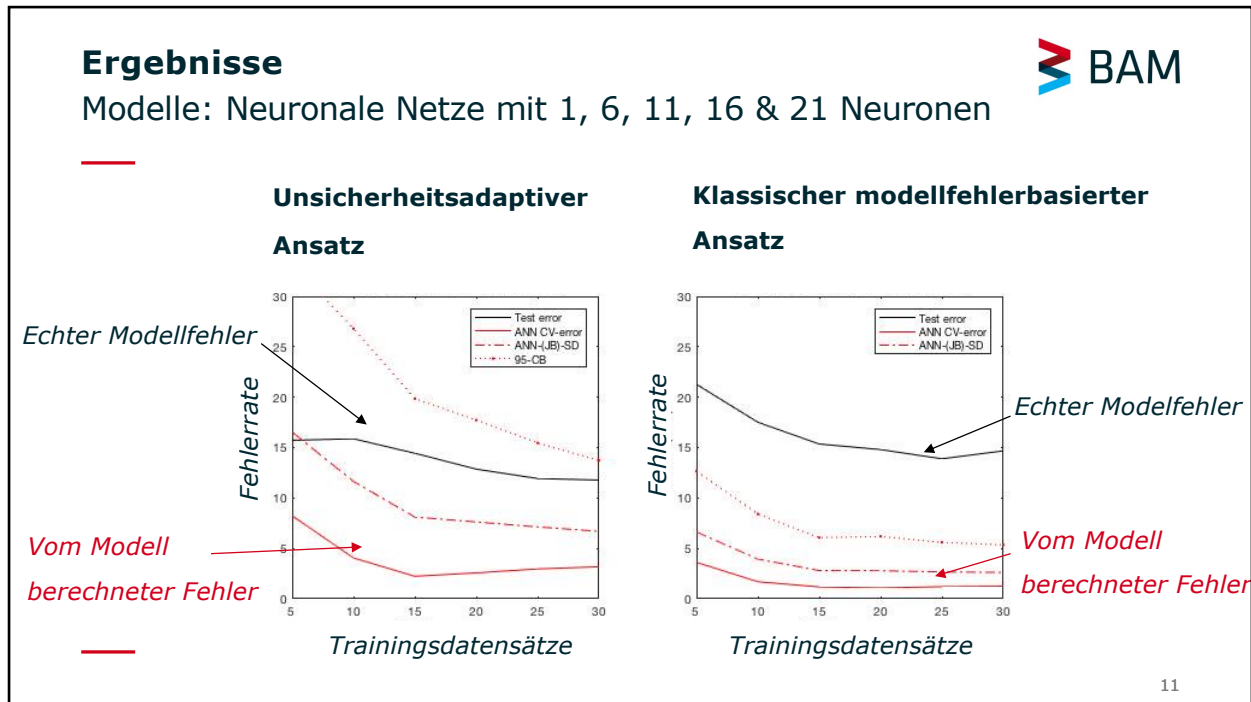 Ergebnisse
BAM
Modelle: Neuronale Netze mit 1, 6, 11, 16 & 21 Neuronen
Unsicherheitsadaptiver
Ansatz
Klassischer modellfehlerbasierter
Ansatz
Echter Modellfehler
Vom Modell
berechneter Fehler
Fehlerrate
30
25
20
15
10
5
0
Test error
ANN CV-error
ANN-(JB)-SD
95-CB
5 10 15 20 25 30
Trainingsdatensätze
Fehlerrate
30
25
20
15
10
5
0
Test error
ANN CV-error
ANN-(JB)-SD
5 10 15 20 25 30
Trainingsdatensätze
Echter Modelfehler
Vom Modell
berechneter Fehler
11